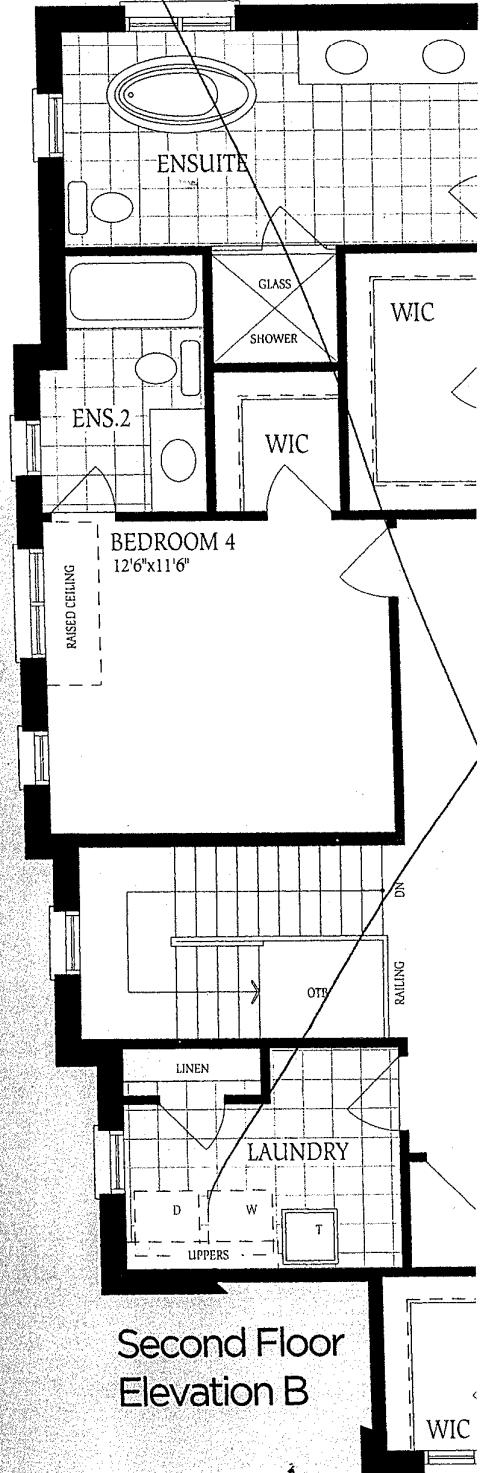 ENSUITE
GLASS
SHOWER
WIC
ENS.2
WIC
BEDROOM 4
12'6"x11'6"
RAISED CEILING
DN
OTB
RAILING
LINEN
LAUNDRY
D
W
T
UPPERS
Second Floor
Elevation B
WIC